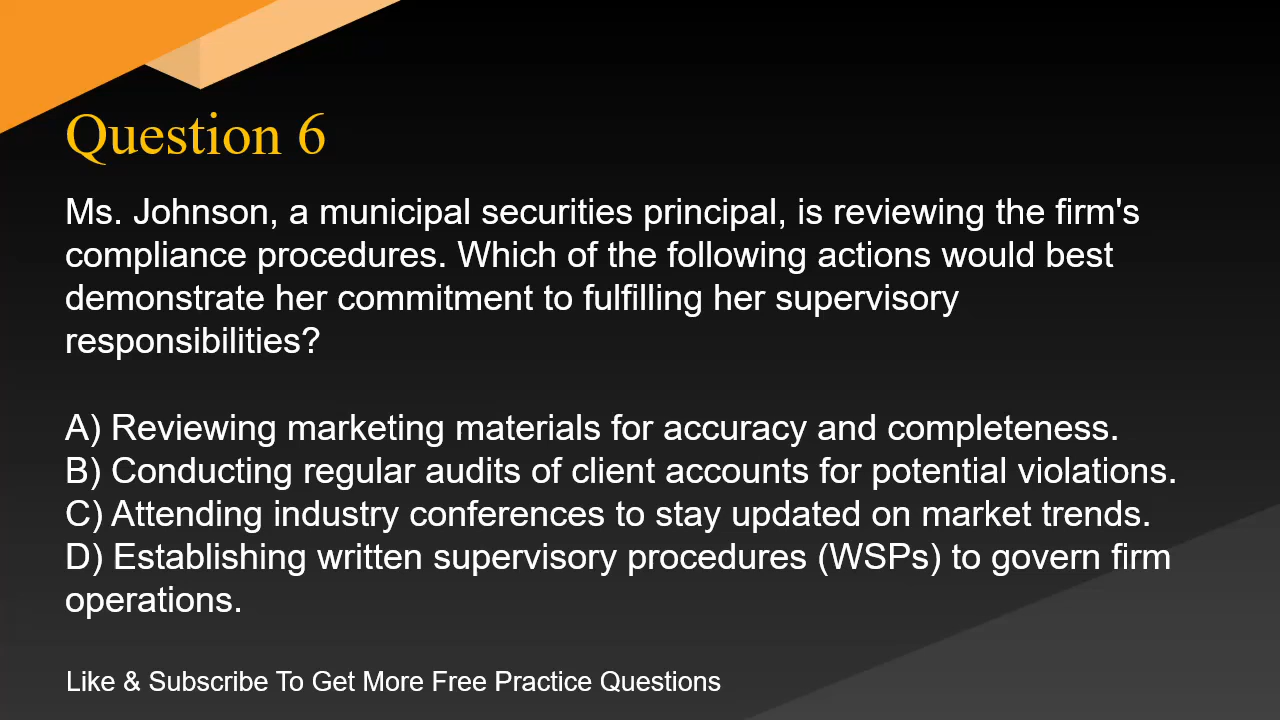 Question 6
Ms. Johnson, a municipal securities principal, is reviewing the firm's
compliance procedures. Which of the following actions would best
demonstrate her commitment to fulfilling her supervisory
responsibilities?
A) Reviewing marketing materials for accuracy and completeness.
B) Conducting regular audits of client accounts for potential violations.
C) Attending industry conferences to stay updated on market trends.
D) Establishing written supervisory procedures (WSPs) to govern firm
operations.
Like & Subscribe To Get More Free Practice Questions